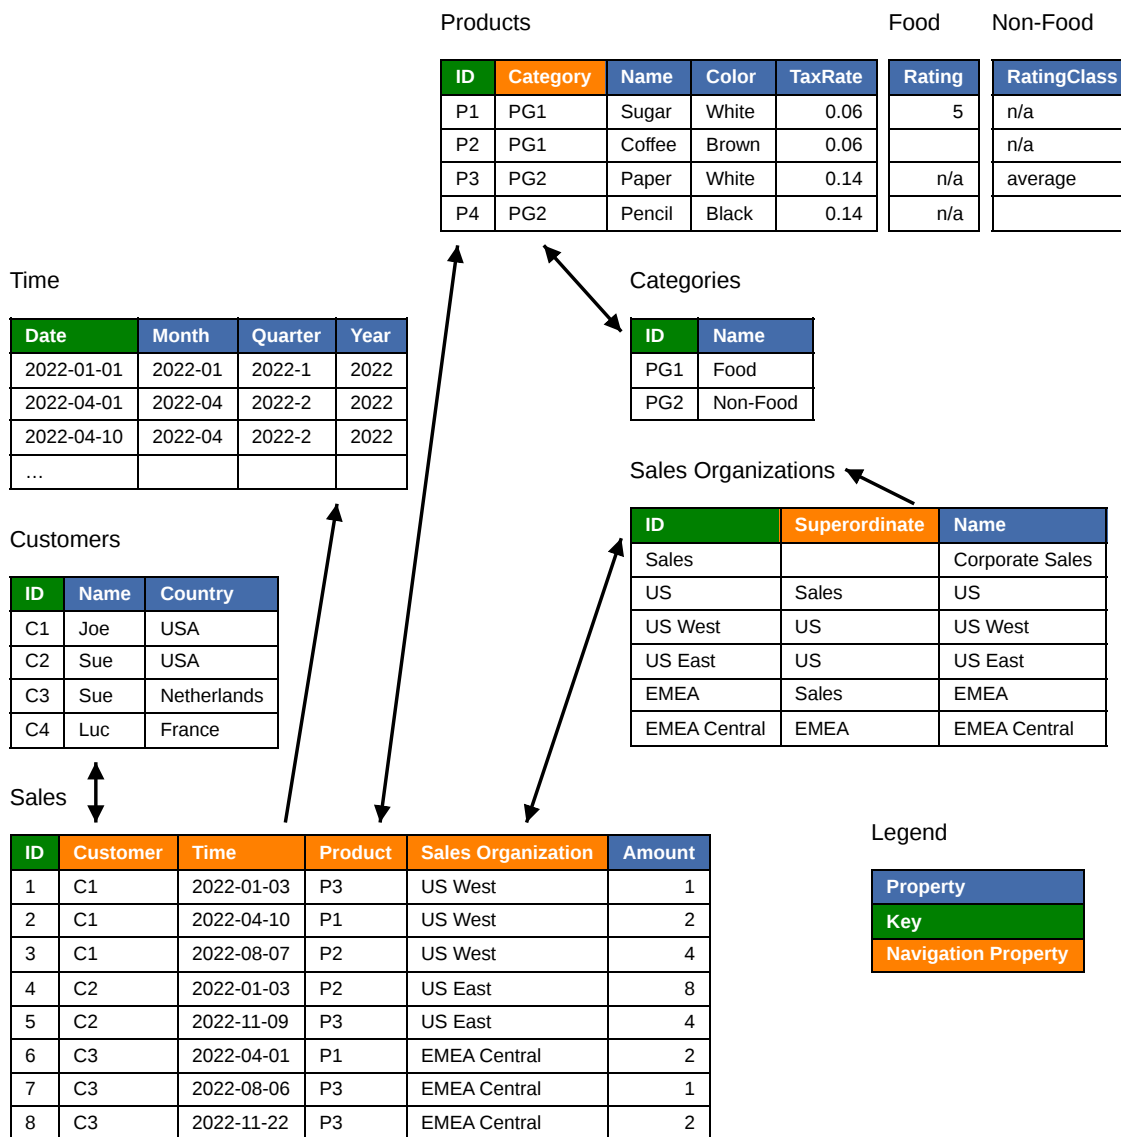 Products Food Non-Food
ID Category Name Color TaxRate Rating RatingClass
P1 PG1 Sugar White 0.06 5 n/a
P2 PG1 Coffee Brown 0.06 n/a
P3 PG2 Paper White 0.14 n/a average
P4 PG2 Pencil Black 0.14 n/a
Time
Date Month Quarter Year
2022-01-01 2022-01 2022-1 2022
2022-04-01 2022-04 2022-2 2022
2022-04-10 2022-04 2022-2 2022
…
Categories
ID Name
PG1 Food
PG2 Non-Food
Sales Organizations
ID Superordinate Name
Sales Corporate Sales
US Sales US
US West US US West
US East US US East
EMEA Sales EMEA
EMEA Central EMEA EMEA Central
Customers
ID Name Country
C1 Joe USA
C2 Sue USA
C3 Sue Netherlands
C4 Luc France
Sales
ID Customer Time Product Sales Organization Amount
1 C1 2022-01-03 P3 US West 1
2 C1 2022-04-10 P1 US West 2
3 C1 2022-08-07 P2 US West 4
4 C2 2022-01-03 P2 US East 8
5 C2 2022-11-09 P3 US East 4
6 C3 2022-04-01 P1 EMEA Central 2
7 C3 2022-08-06 P3 EMEA Central 1
8 C3 2022-11-22 P3 EMEA Central 2
Legend
Property
Key
Navigation Property